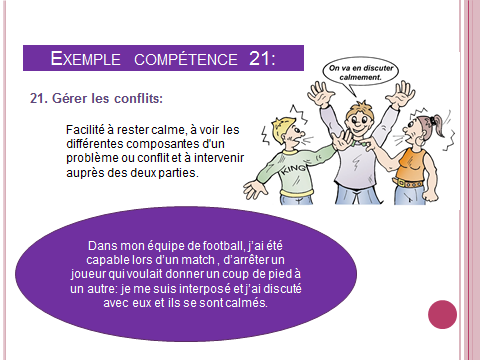 EXEMPLE COMPÉTENCE 21:
On va en discuter
calmement.
21. Gérer les conflits:
Facilité à rester calme, à voir les
différentes composantes d'un
problème ou conflit et à intervenir
auprès des deux parties.
KING
Dans mon équipe de football, j'ai été
capable lors d'un match , d'arrêter un
joueur qui voulait donner un coup de pied à
un autre: je me suis interposé et j'ai discuté
avec eux et ils se sont calmés.